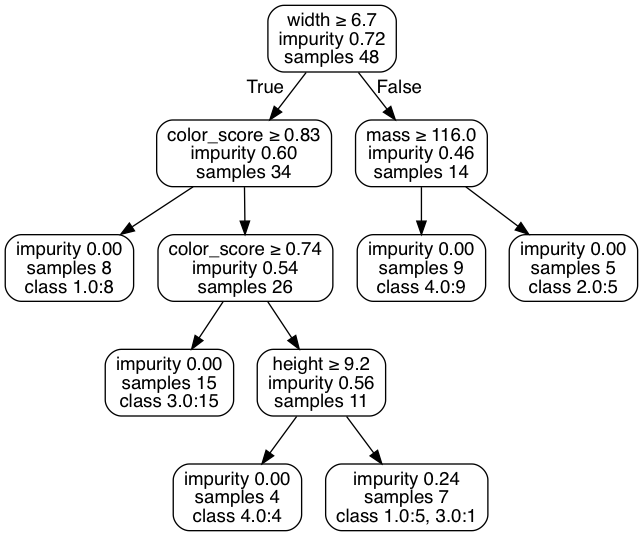 width ≥ 6.7
impurity 0.72
samples 48
True
False
color_score ≥ 0.83
impurity 0.60
samples 34
mass ≥ 116.0
impurity 0.46
samples 14
impurity 0.00
samples 8
class 1.0:8
color_score ≥ 0.74
impurity 0.54
samples 26
impurity 0.00
samples 9
class 4.0:9
impurity 0.00
samples 5
class 2.0:5
impurity 0.00
samples 15
class 3.0:15
height ≥ 9.2
impurity 0.56
samples 11
impurity 0.00
samples 4
class 4.0:4
impurity 0.24
samples 7
class 1.0:5, 3.0:1